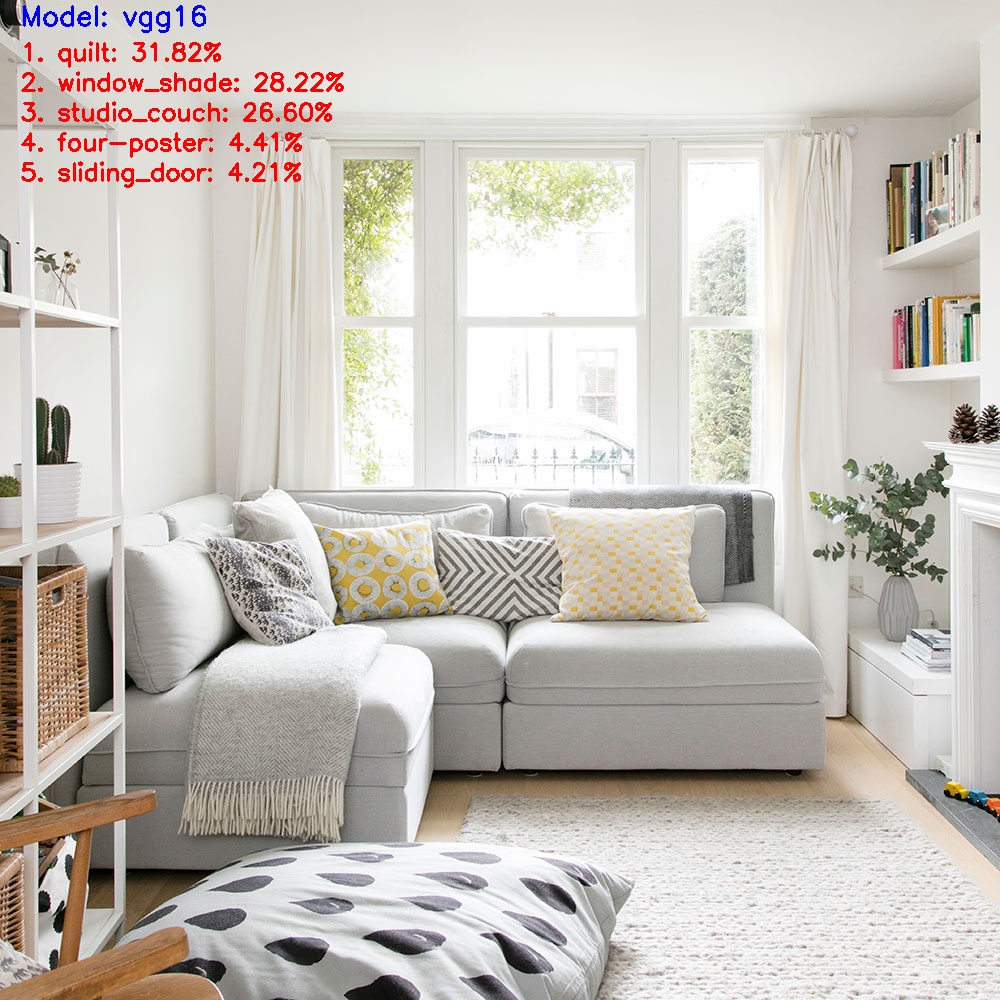 Model: vgg16
1. quilt: 31.82%
2. window_shade: 28.22%
3. studio_couch: 26.60%
4. four-poster: 4.41%
5. sliding_door: 4.21%